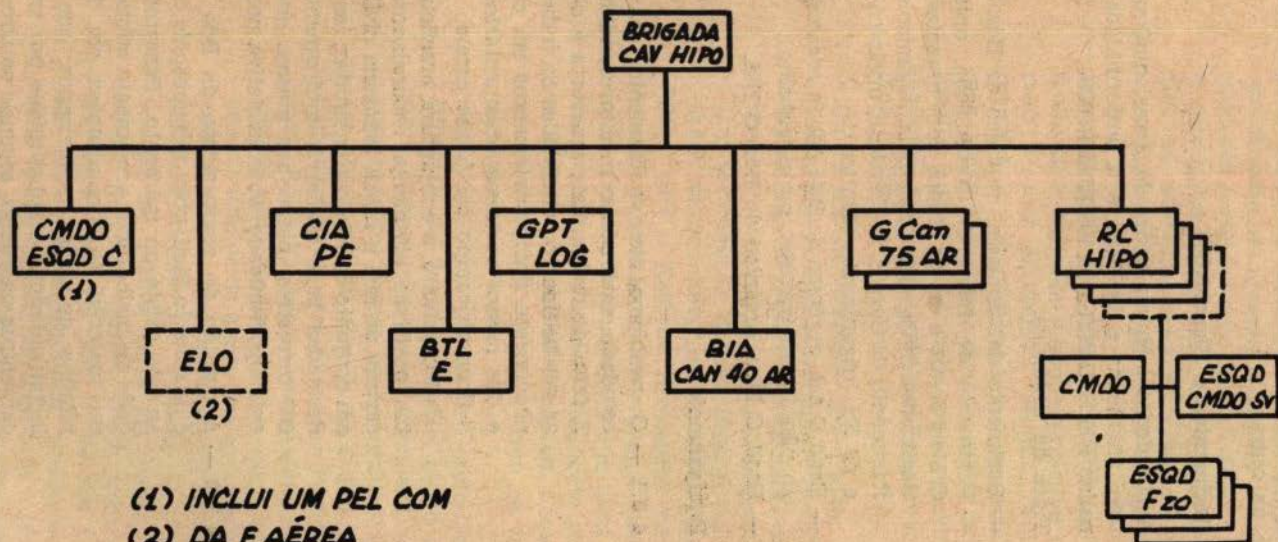 BRIGADA
CAV HIPO
CMDO
ESQD C
(1)
CIA
PE
GPT
LOG
G Can
75 AR
RC
HIPO
ELO
(2)
BTL
E
BIA
CAN 40 AR
CMDO
ESQD
CMDO Sv
ESQD
Fzo
(1) INCLUI UM PEL COM
(2) DA F AÉREA